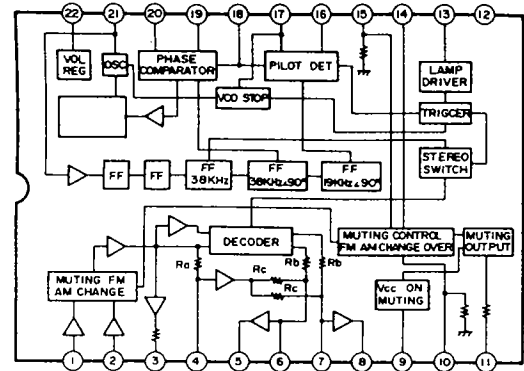 22 21 20 19 18 17 16 15 14 13 12
VOL
REG
OSC
PHASE
COMPARATOR
PILOT DET
LAMP
DRIVER
VCO STOP
TRIGGER
FF
FF
FF
38KHz
FF
38KHz∠90°
FF
19KHz∠90°
STEREO
SWITCH
DECODER
MUTING CONTROL
FM AM CHANGE OVER
MUTING
OUTPUT
Ra
Rb
Rb
Rc
Rc
MUTING FM
AM CHANGE
Vcc ON
MUTING
1 2 3 4 5 6 7 8 9 10 11